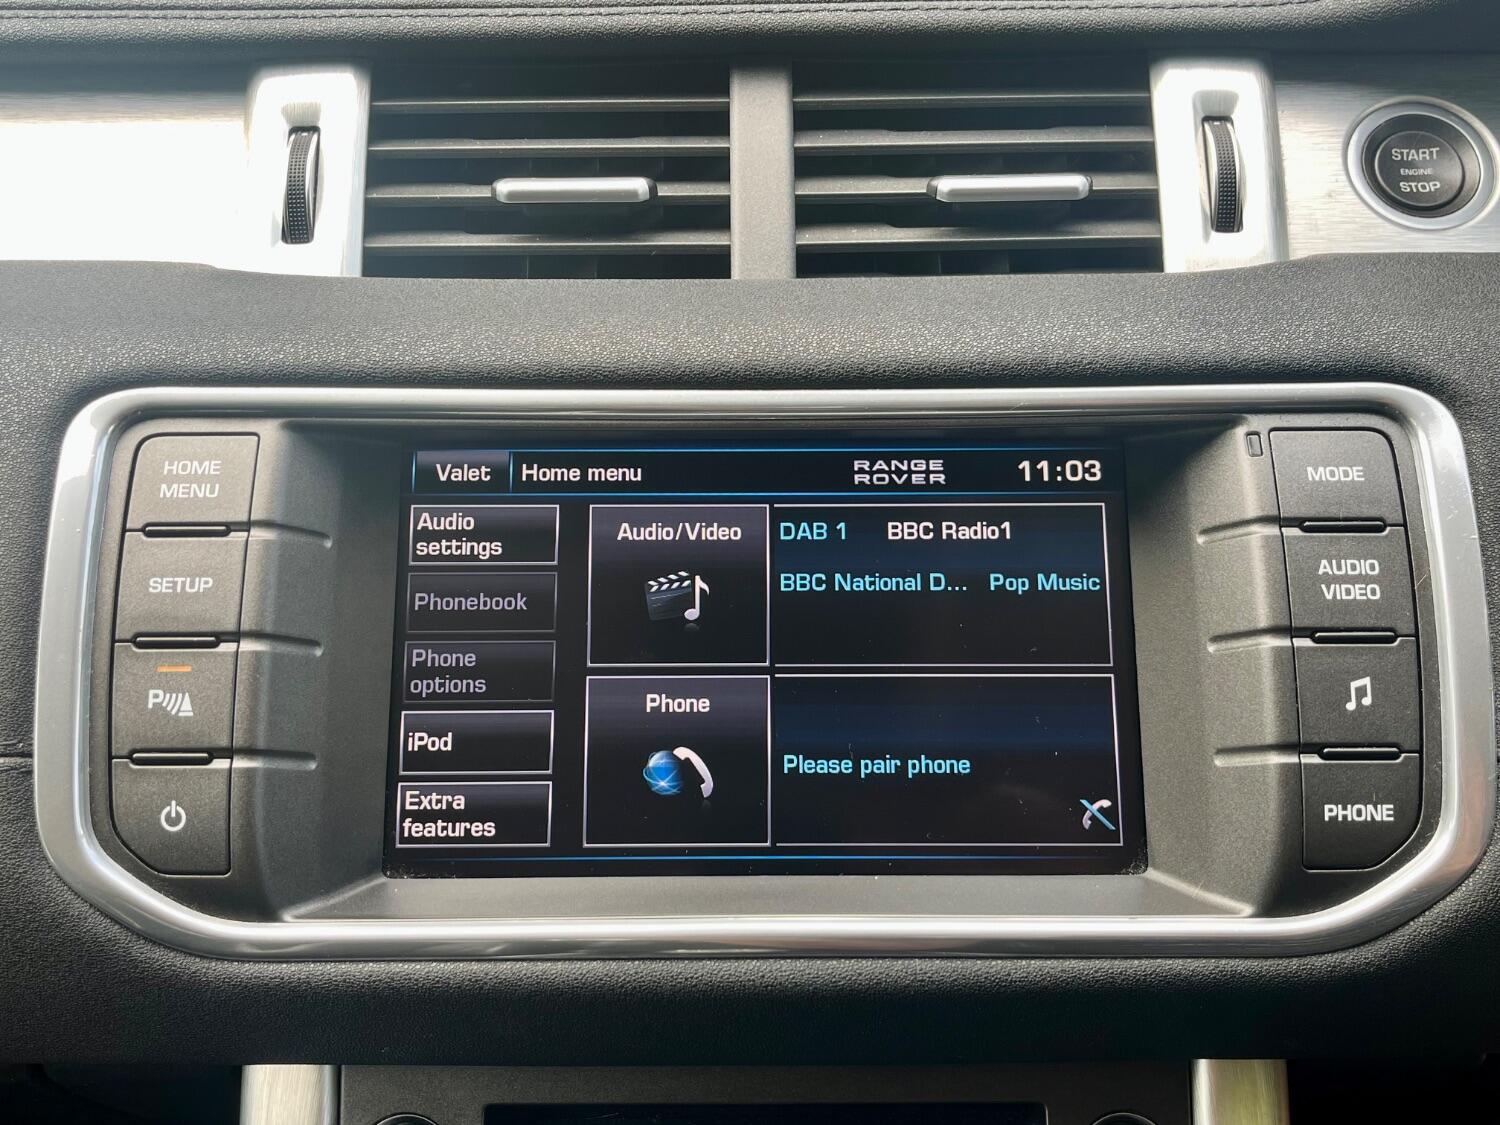 START
ENGINE
STOP
HOME
MENU
SETUP
P
Valet Home menu RANGE
ROVER 11:03
Audio
settings
Phonebook
Phone
options
iPod
Extra
features
Audio/Video
DAB 1 BBC Radio1
BBC National D... Pop Music
Phone
Please pair phone
MODE
AUDIO
VIDEO
PHONE